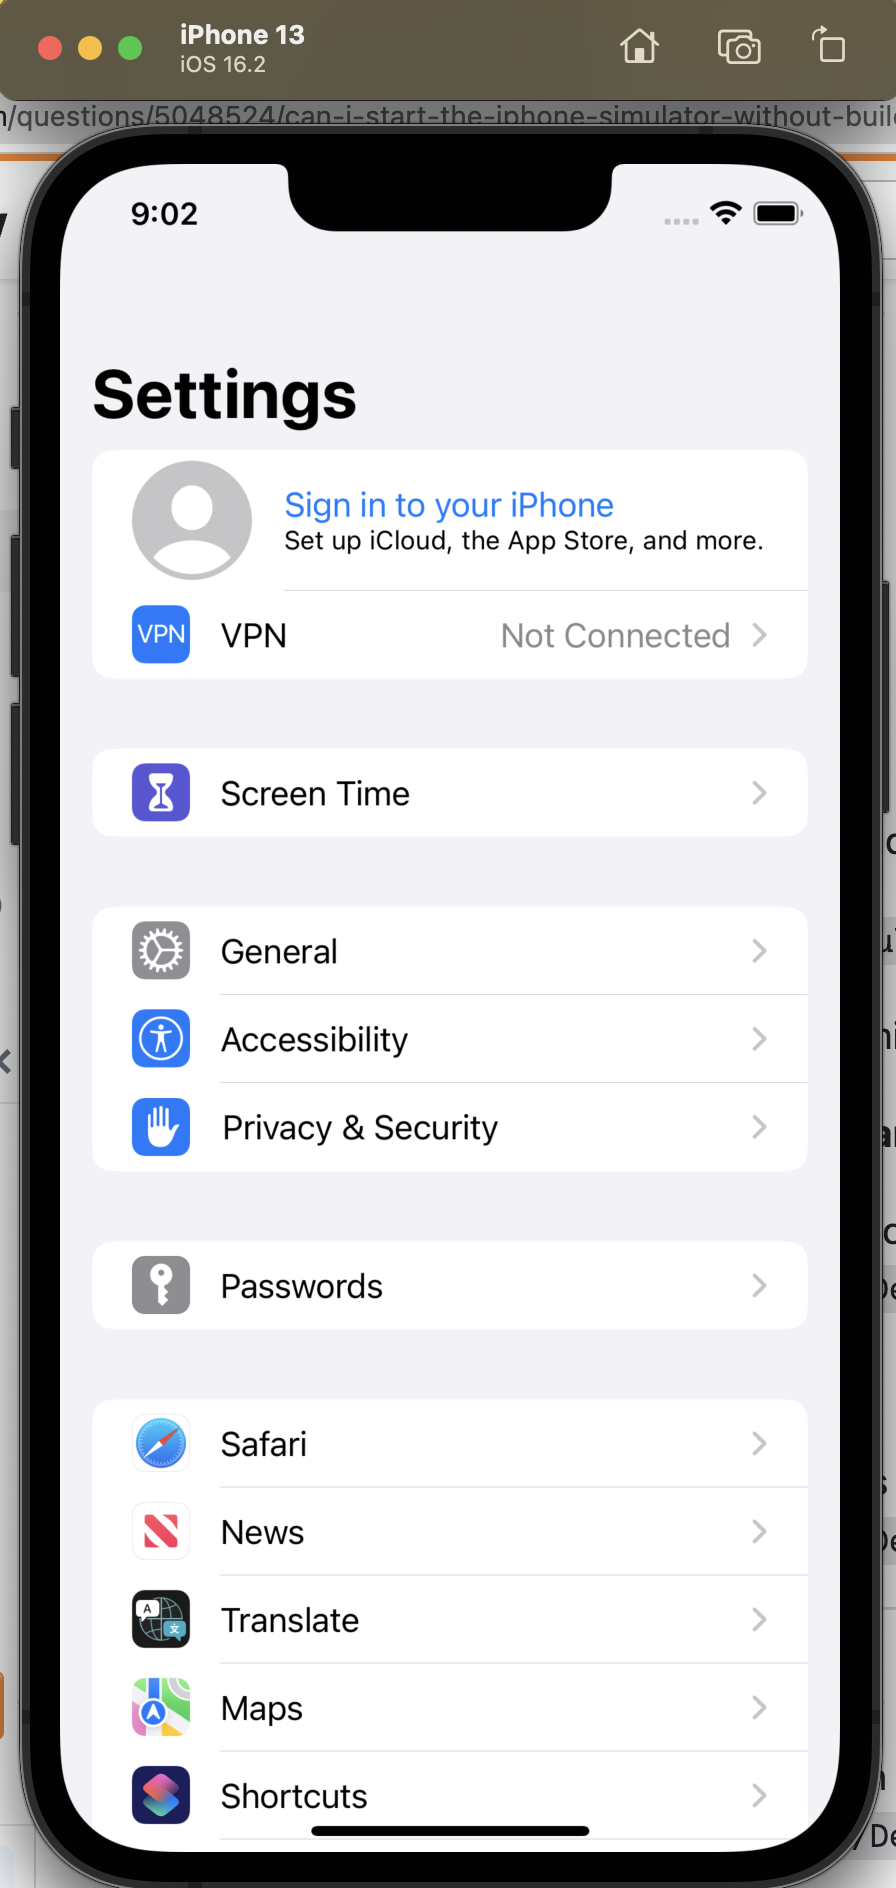 iPhone 13
iOS 16.2
/questions/5048524/can-i-start-the-iphone-simulator-without-buil
9:02
Settings
Sign in to your iPhone
Set up iCloud, the App Store, and more.
VPN VPN Not Connected
Screen Time
General
Accessibility
Privacy & Security
Passwords
Safari
News
A
文
Translate
Maps
Shortcuts